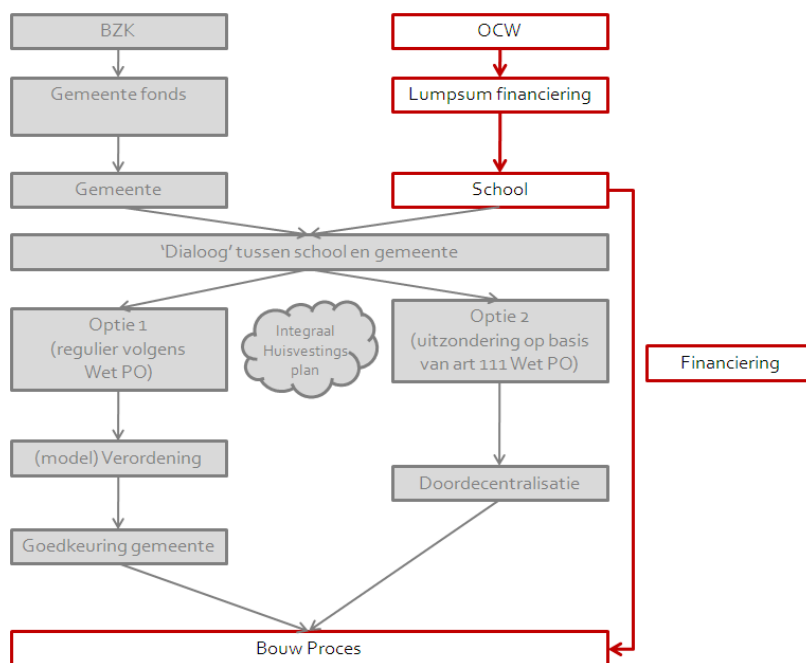 BZK
OCW
Gemeente fonds
Lumpsum financiering
Gemeente
School
‘Dialoog’ tussen school en gemeente
Optie 1
(regulier volgens
Wet PO)
Integraal
Huisvestings
plan
Optie 2
(uitzondering op basis
van art 111 Wet PO)
Financiering
(model) Verordening
Doordecentralisatie
Goedkeuring gemeente
Bouw Proces